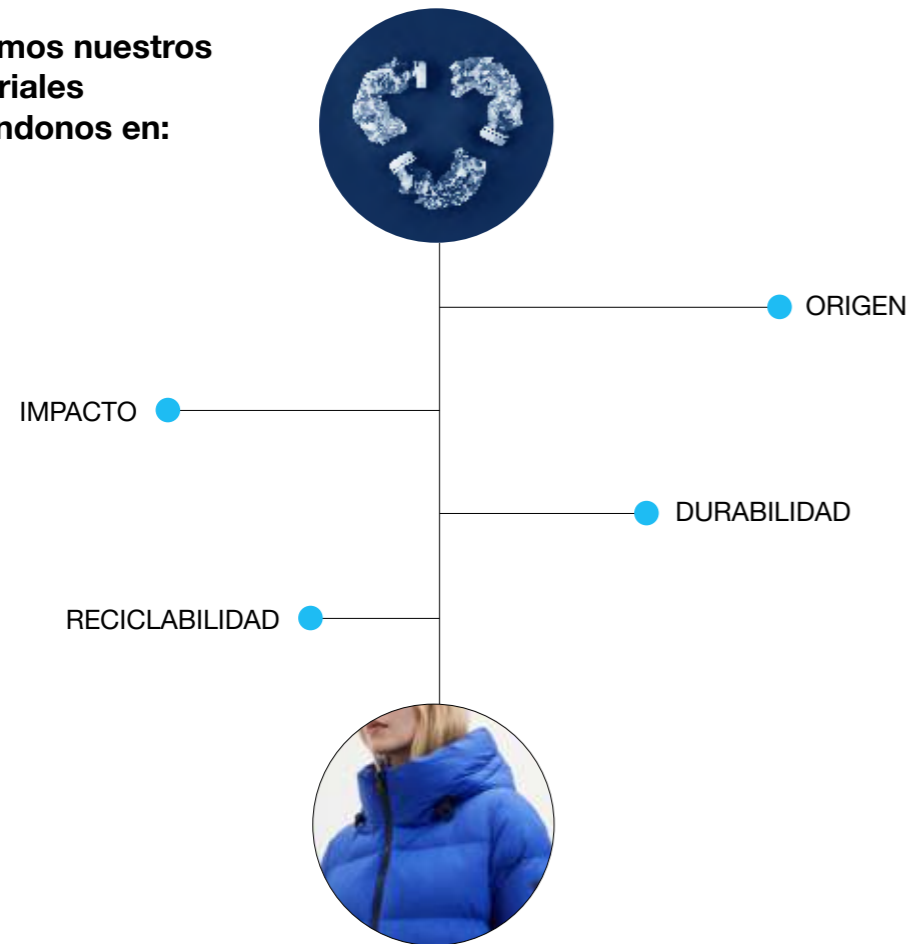 mos nuestros
riales
ndonos en:
ORIGEN
IMPACTO
DURABILIDAD
RECICLABILIDAD